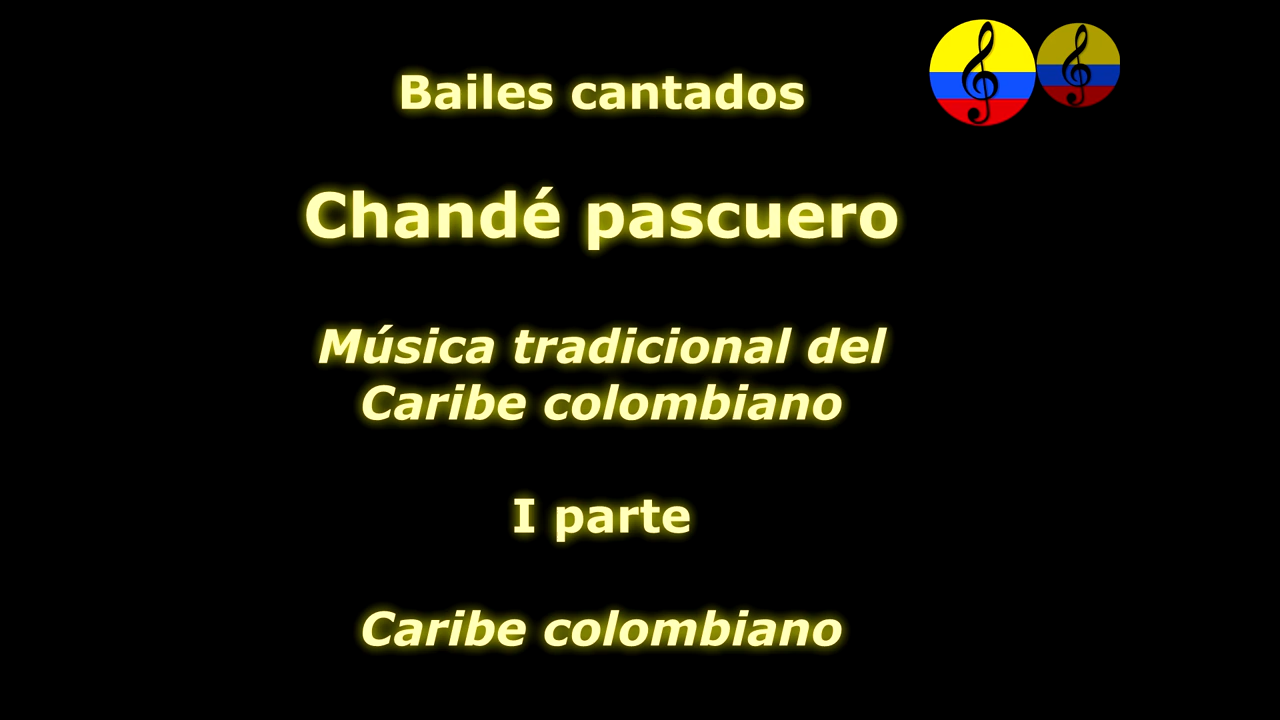 Bailes cantados
Chandé pascuero
Música tradicional del
Caribe colombiano
I parte
Caribe colombiano